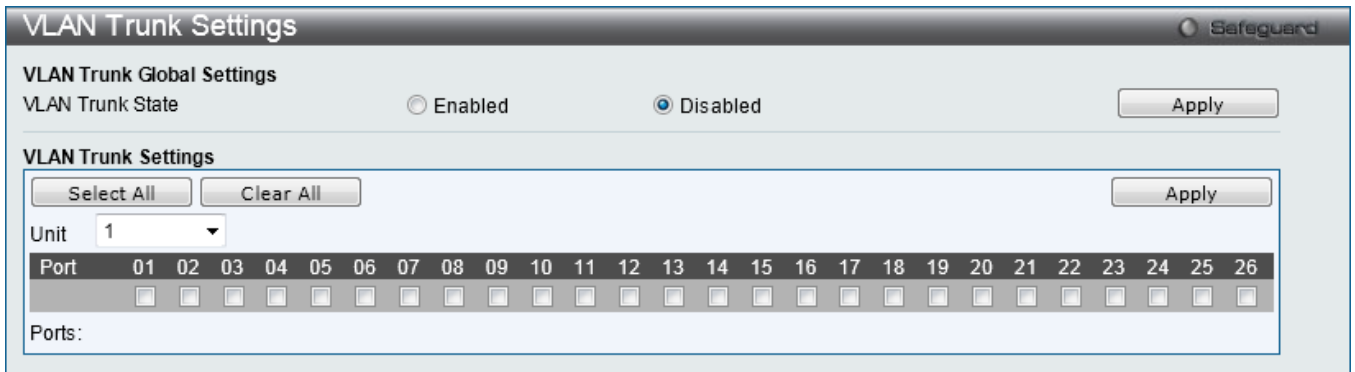 VLAN Trunk Settings Safeguard
VLAN Trunk Global Settings
VLAN Trunk State Enabled Disabled Apply
VLAN Trunk Settings
Select All Clear All Apply
Unit 1
Port 01 02 03 04 05 06 07 08 09 10 11 12 13 14 15 16 17 18 19 20 21 22 23 24 25 26
Ports: